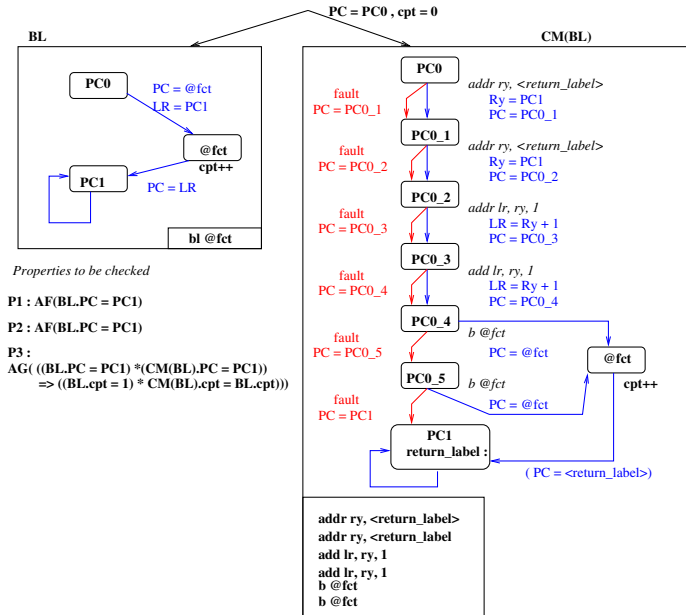 PC = PC0 , cpt = 0
BL
PC0
PC = @fct
LR = PC1
@fct
cpt++
PC1
PC = LR
bl @fct
Properties to be checked
P1 : AF(BL.PC = PC1)
P2 : AF(BL.PC = PC1)
P3 :
AG( ((BL.PC = PC1) *(CM(BL).PC = PC1))
=> ((BL.cpt = 1) * CM(BL).cpt = BL.cpt)))
CM(BL)
PC0
addr ry, <return_label>
fault
Ry = PC1
PC = PC0_1
PC = PC0_1
PC0_1
addr ry, <return_label>
fault
Ry = PC1
PC = PC0_2
PC = PC0_2
PC0_2
addr lr, ry, 1
fault
LR = Ry + 1
PC = PC0_3
PC = PC0_3
PC0_3
add lr, ry, 1
fault
LR = Ry + 1
PC = PC0_4
PC = PC0_4
PC0_4
b @fct
fault
PC = PC0_5
PC = @fct
@fct
cpt++
PC0_5
b @fct
fault
PC = PC1
PC = @fct
PC1
return_label :
( PC = <return_label>)
addr ry, <return_label>
addr ry, <return_label
add lr, ry, 1
add lr, ry, 1
b @fct
b @fct